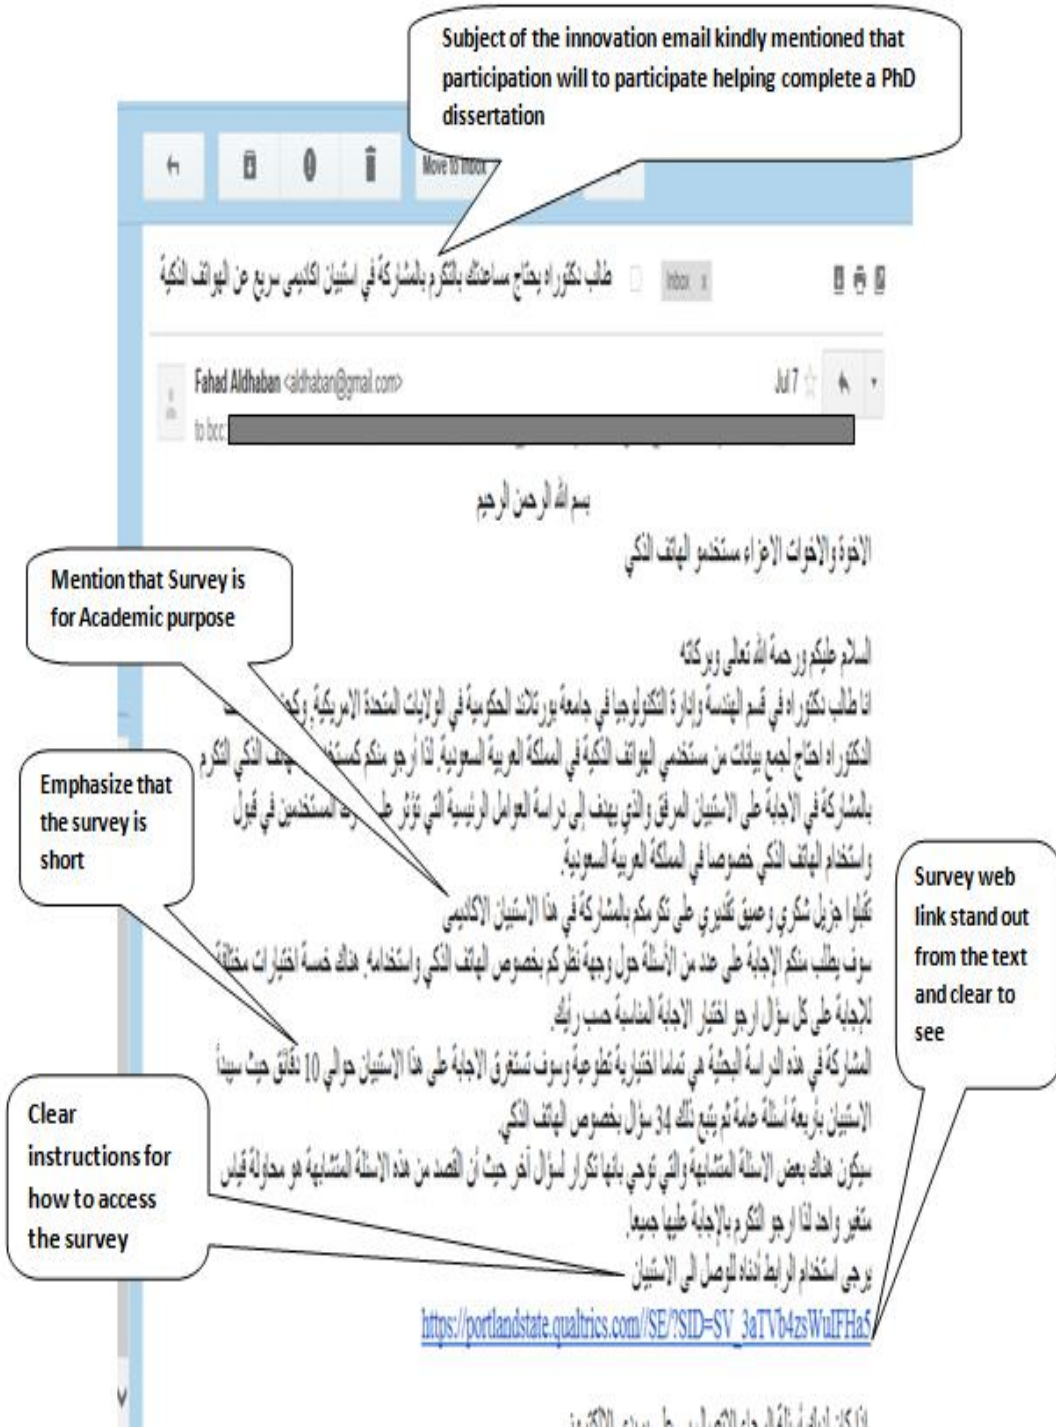 Subject of the innovation email kindly mentioned that
participation will to participate helping complete a PhD
dissertation
Move to Inbox
طالب دكتوراه يحتاج مساعدتك بالتكرم بالمشاركة في استبيان اكاديمى سريع عن الهواتف الذكية
Inbox x
Fahad Aldhaban <aldhaban@gmail.com>
Jul 7
to bcc:
بسم الله الرحمن الرحيم
الاخوة والاخوات الاعزاء مستخدمو الهاتف الذكي
Mention that Survey is
for Academic purpose
السلام عليكم ورحمة الله تعالى وبركاته
انا طالب دكتوراه في قسم الهندسة وإدارة التكنولوجيا في جامعة بورتلاند الحكومية في الولايات المتحدة الامريكية
الدكتوراه احتاج لجمع بيانات من مستخدمي الهواتف الذكية في المملكة العربية السعودية. لذا أرجو منكم الذكي التكرم
بالمشاركة في الاجابة على الاستبيان المرفق والذي يهدف إلى دراسة العوامل الرئيسية التي تؤثر المستخدمين في قبول
واستخدام الهاتف الذكي خصوصا في المملكة العربية السعودية.
Emphasize that
the survey is
short
تقبلوا جزيل شكري وعميق تقديري على تكرمكم بالمشاركة في هذا الاستبيان الاكاديمى
سوف يطلب منكم الإجابة على عدد من الأسئلة حول وجهة نظركم بخصوص الهاتف الذكي واستخدامه. هناك خمسة اختيارات مختلفة
للإجابة على كل سؤال ارجو اختيار الاجابة المناسبة حسب رأيك.
المشاركة في هذه الدراسة البحثية هي تماما اختيارية تطوعية وسوف تستغرق الاجابة على هذا الاستبيان حوالي 10 دقائق حيث سيبدأ
الاستبيان بأربعة أسئلة عامة ثم يتبع ذلك 34 سؤال بخصوص الهاتف الذكي.
سيكون هناك بعض الاسئلة المتشابهة والتي توحي بانها تكرار لسؤال آخر حيث أن القصد من هذه الاسئلة المتشابهة هو محاولة قياس
متغير واحد لذا ارجو التكرم بالإجابة عليها جميعا.
يرجى استخدام الرابط أدناه للوصل الى الاستبيان
Survey web
link stand out
from the text
and clear to
see
Clear
instructions for
how to access
the survey
https://portlandstate.qualtrics.com//SE/?SID=SV_3aTVb4zsWuIFHa5